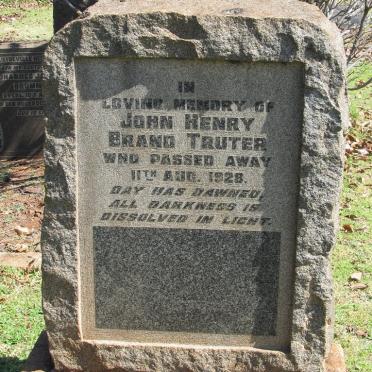 IN
LOVING MEMORY OF
JOHN HENRY
BRAND TRUTER
WHO PASSED AWAY
11TH AUG. 1928.
DAY HAS DAWNED,
ALL DARKNESS IS
DISSOLVED IN LIGHT.